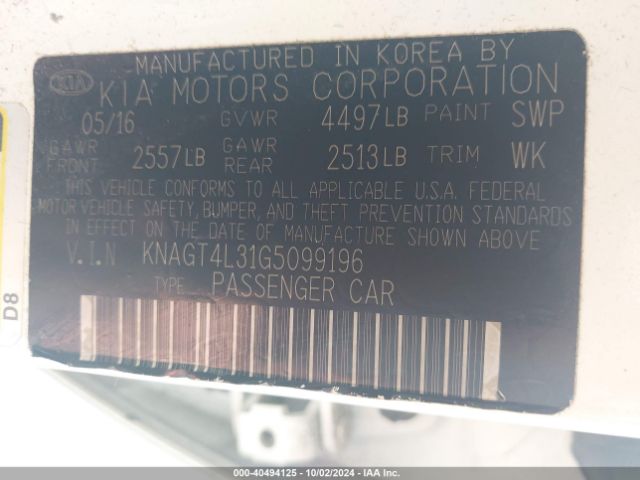 MANUFACTURED IN KOREA BY
KIA KIA MOTORS CORPORATION
05/16 GVWR 4497LB PAINT SWP
GAWR FRONT 2557LB GAWR REAR 2513LB TRIM WK
THIS VEHICLE CONFORMS TO ALL APPLICABLE U.S.A. FEDERAL
MOTOR VEHICLE SAFETY, BUMPER, AND THEFT PREVENTION STANDARDS
IN EFFECT ON THE DATE OF MANUFACTURE SHOWN ABOVE
V.I.N KNAGT4L31G5099196
TYPE PASSENGER CAR
D8
000-40494125 - 10/02/2024 - IAA Inc.